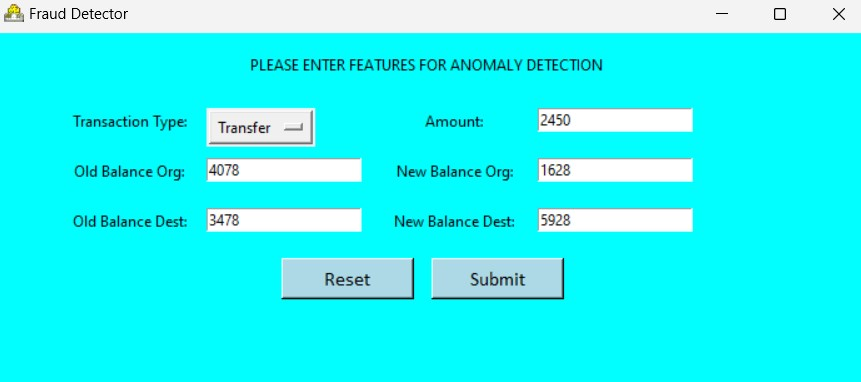 Fraud Detector
PLEASE ENTER FEATURES FOR ANOMALY DETECTION
Transaction Type: Transfer Amount: 2450
Old Balance Org: 4078 New Balance Org: 1628
Old Balance Dest: 3478 New Balance Dest: 5928
Reset Submit